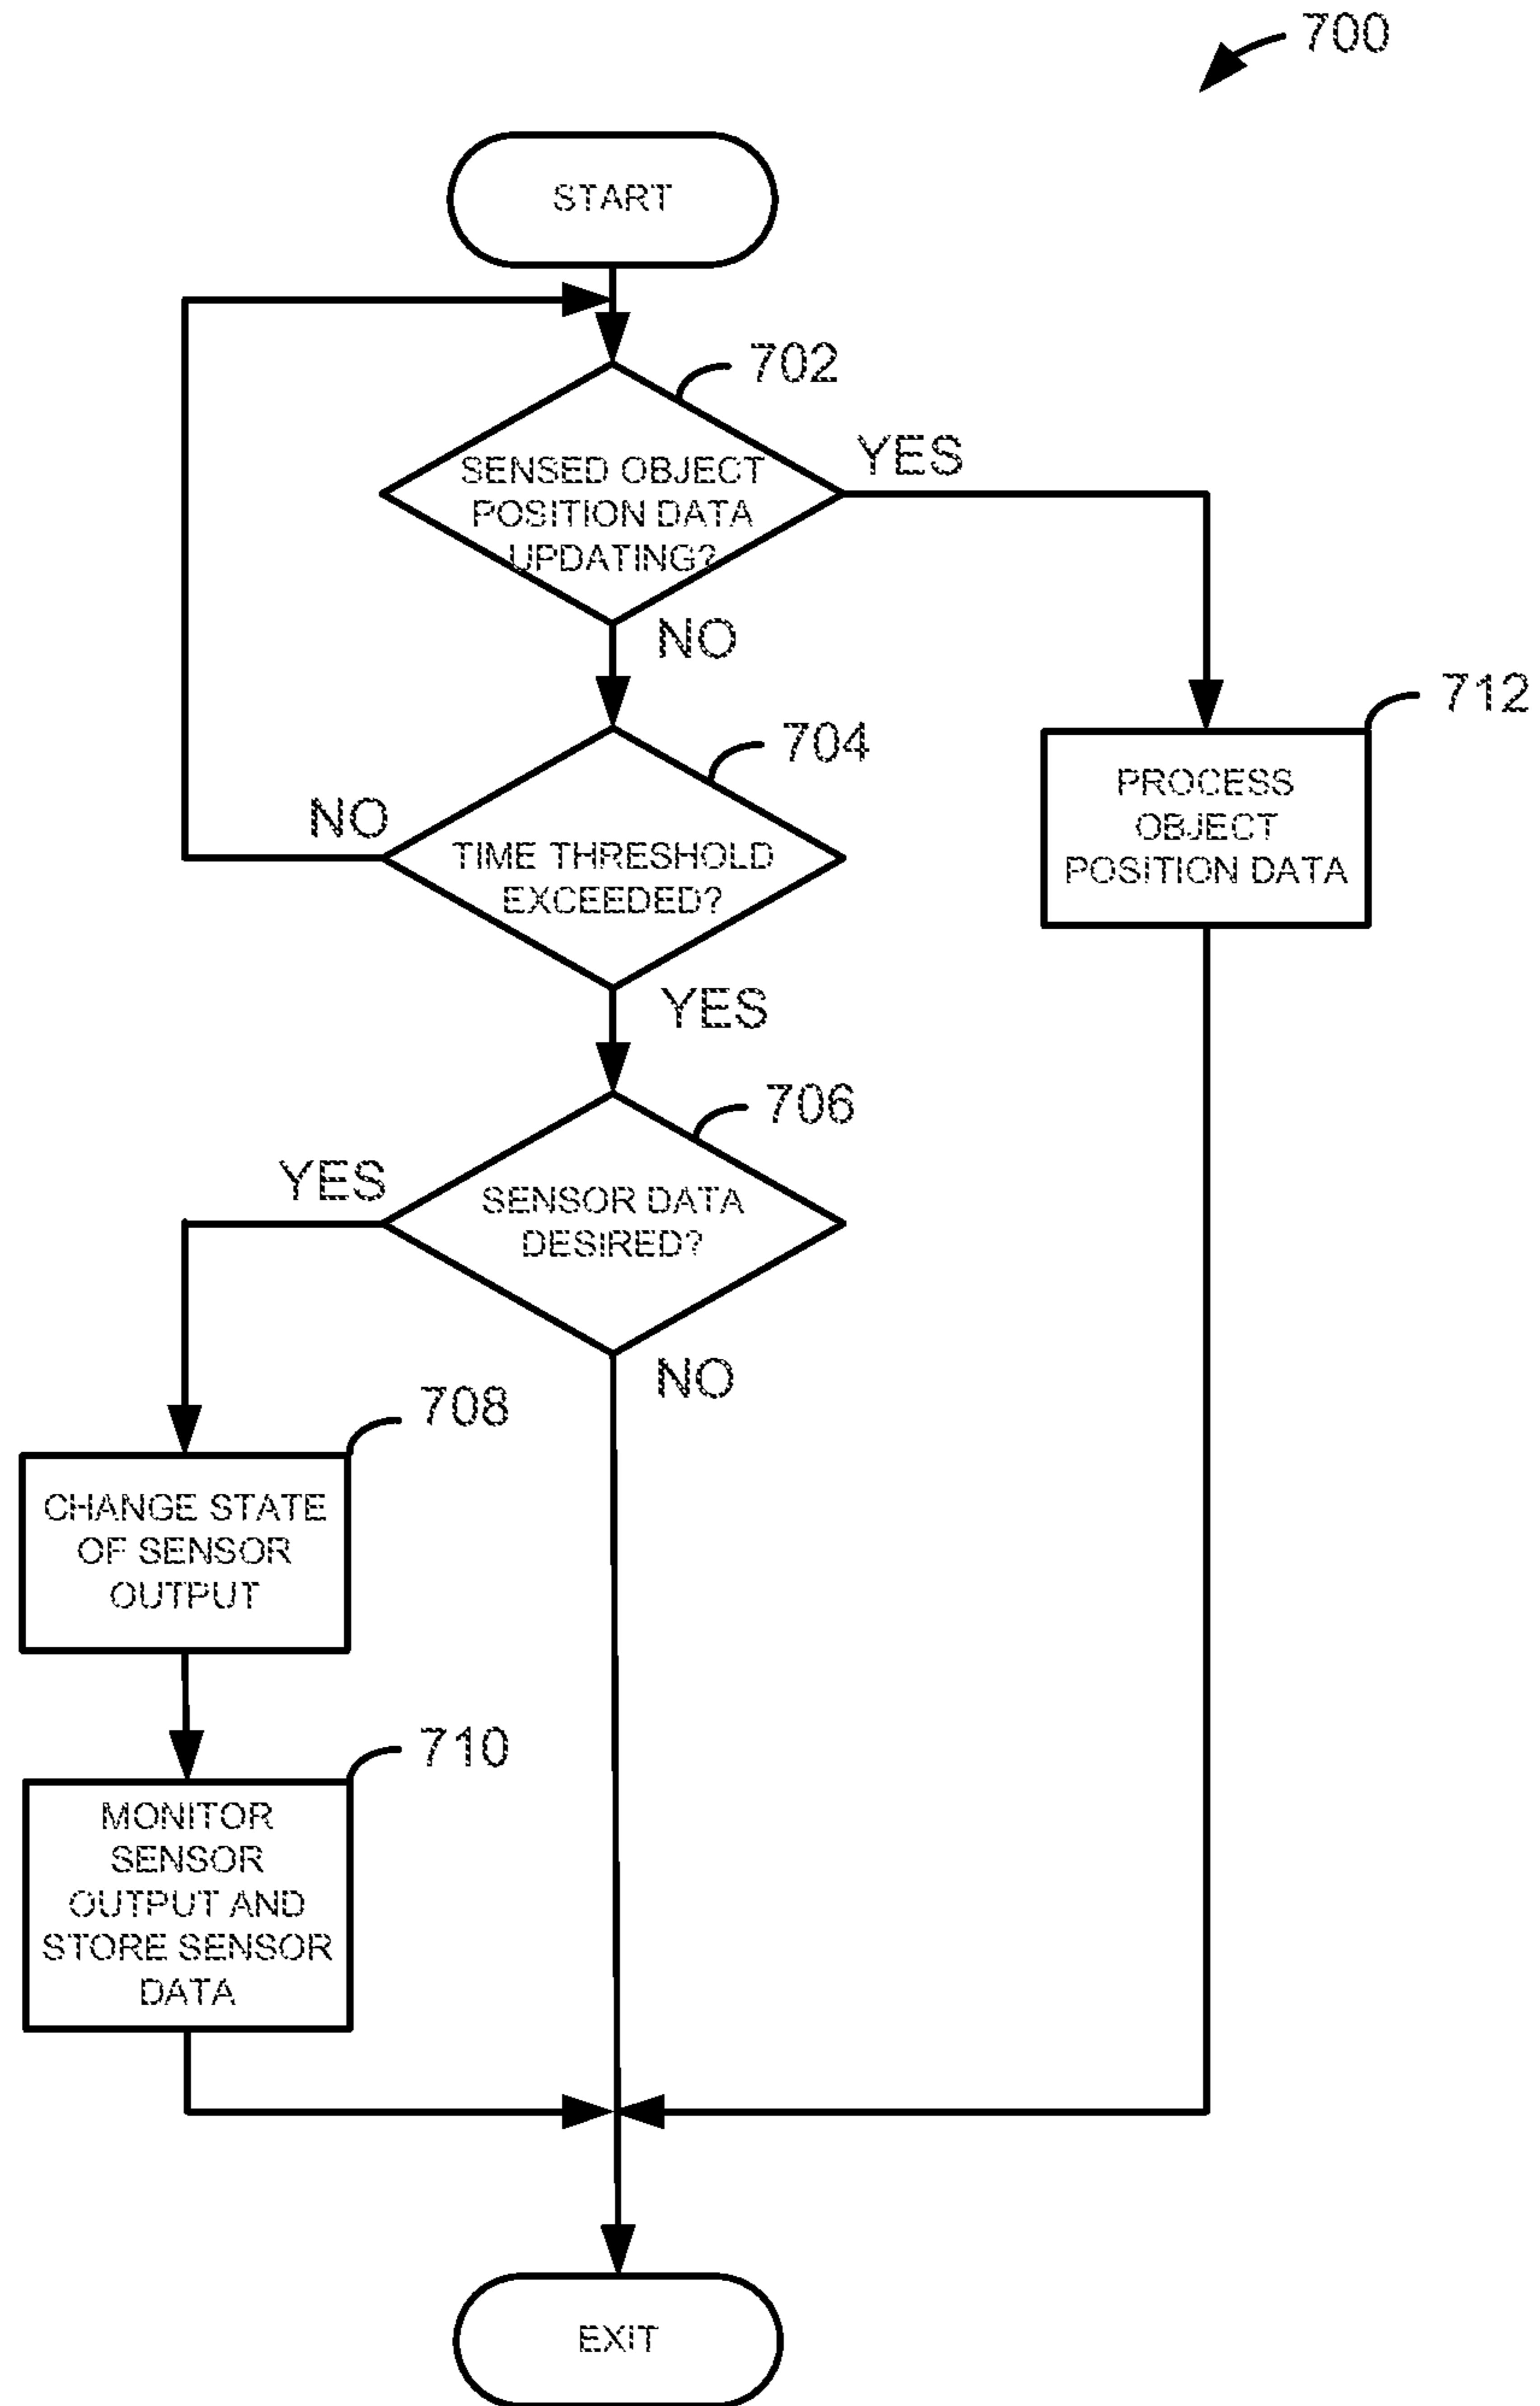 700
START
702
SENSED OBJECT
POSITION DATA
UPDATING?
YES
NO
704
TIME THRESHOLD
EXCEEDED?
NO
YES
712
PROCESS
OBJECT
POSITION DATA
706
SENSOR DATA
DESIRED?
YES
NO
708
CHANGE STATE
OF SENSOR
OUTPUT
710
MONITOR
SENSOR
OUTPUT AND
STORE SENSOR
DATA
EXIT